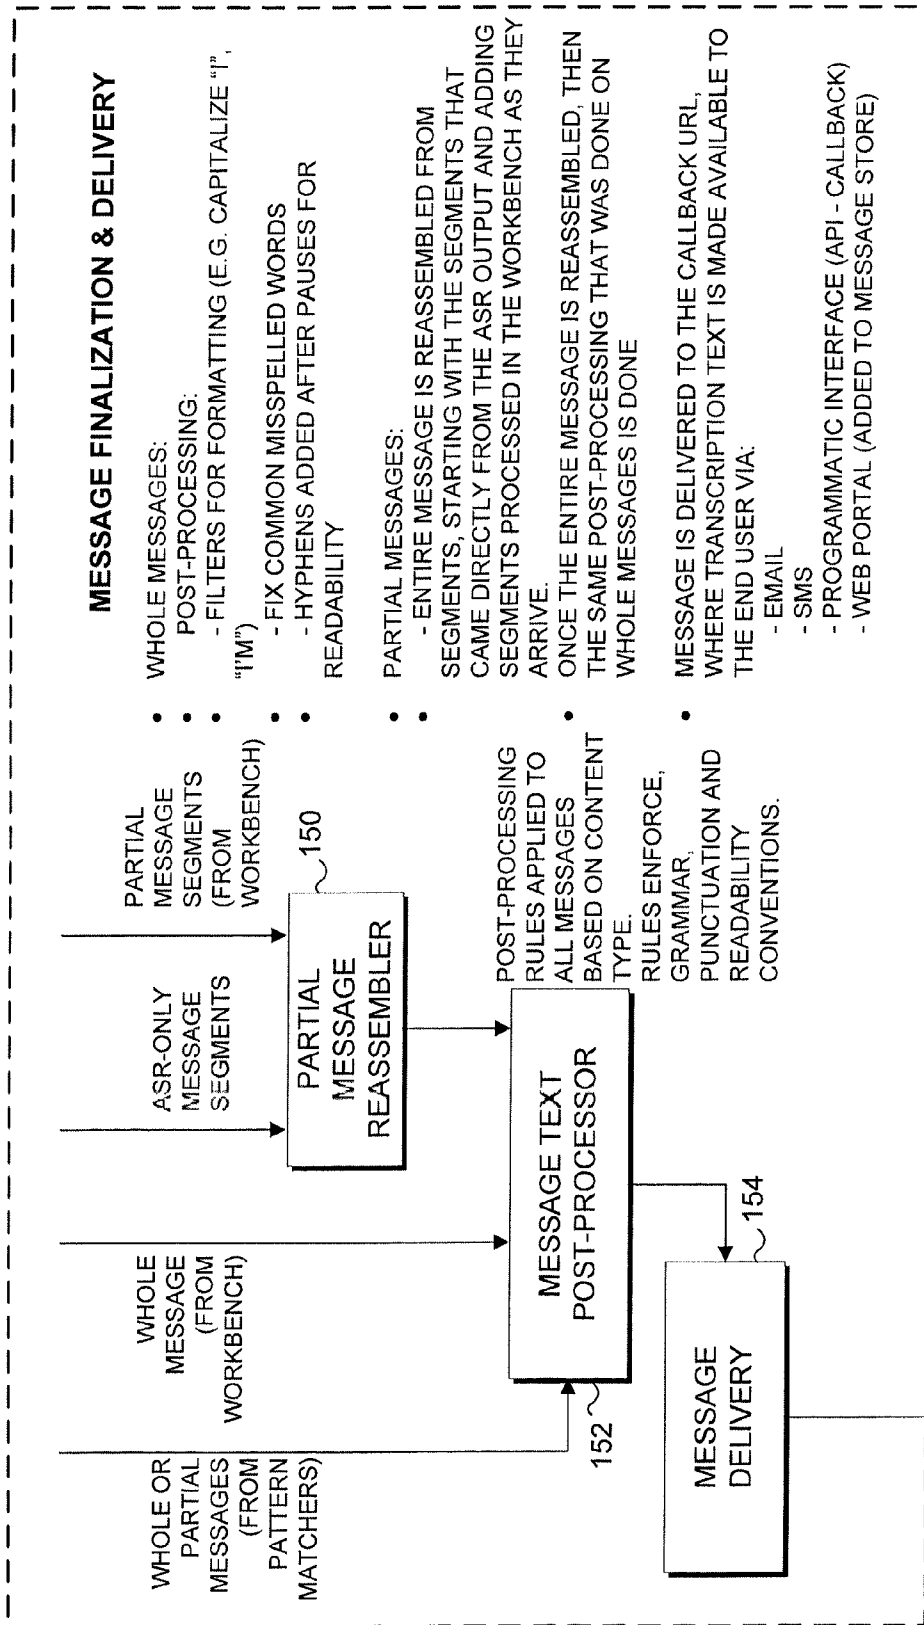 MESSAGE FINALIZATION & DELIVERY
WHOLE OR
PARTIAL
MESSAGES
(FROM
PATTERN
MATCHERS)
WHOLE
MESSAGE
(FROM
WORKBENCH)
ASR-ONLY
MESSAGE
SEGMENTS
PARTIAL
MESSAGE
SEGMENTS
(FROM
WORKBENCH)
PARTIAL
MESSAGE
REASSEMBLER
150
MESSAGE TEXT
POST-PROCESSOR
152
MESSAGE
DELIVERY
154
POST-PROCESSING
RULES APPLIED TO
ALL MESSAGES
BASED ON CONTENT
TYPE.
RULES ENFORCE,
GRAMMAR,
PUNCTUATION AND
READABILITY
CONVENTIONS.
• WHOLE MESSAGES:
• POST-PROCESSING:
• - FILTERS FOR FORMATTING (E.G. CAPITALIZE “I”,
“I’M”)
• - FIX COMMON MISSPELLED WORDS
• - HYPHENS ADDED AFTER PAUSES FOR
READABILITY
• PARTIAL MESSAGES:
• - ENTIRE MESSAGE IS REASSEMBLED FROM
SEGMENTS, STARTING WITH THE SEGMENTS THAT
CAME DIRECTLY FROM THE ASR OUTPUT AND ADDING
SEGMENTS PROCESSED IN THE WORKBENCH AS THEY
ARRIVE.
• ONCE THE ENTIRE MESSAGE IS REASSEMBLED, THEN
THE SAME POST-PROCESSING THAT WAS DONE ON
WHOLE MESSAGES IS DONE
• MESSAGE IS DELIVERED TO THE CALLBACK URL,
WHERE TRANSCRIPTION TEXT IS MADE AVAILABLE TO
THE END USER VIA:
- EMAIL
- SMS
- PROGRAMMATIC INTERFACE (API - CALLBACK)
- WEB PORTAL (ADDED TO MESSAGE STORE)